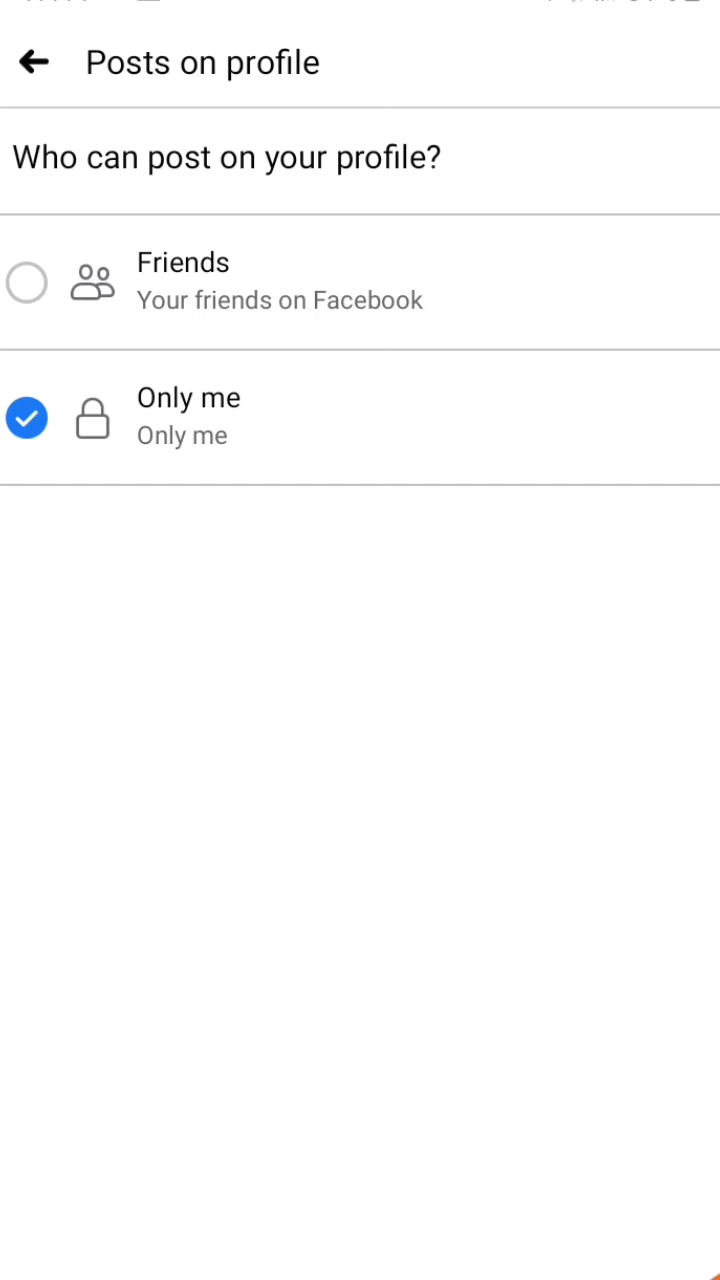 Posts on profile
Who can post on your profile?
Friends
Your friends on Facebook
Only me
Only me